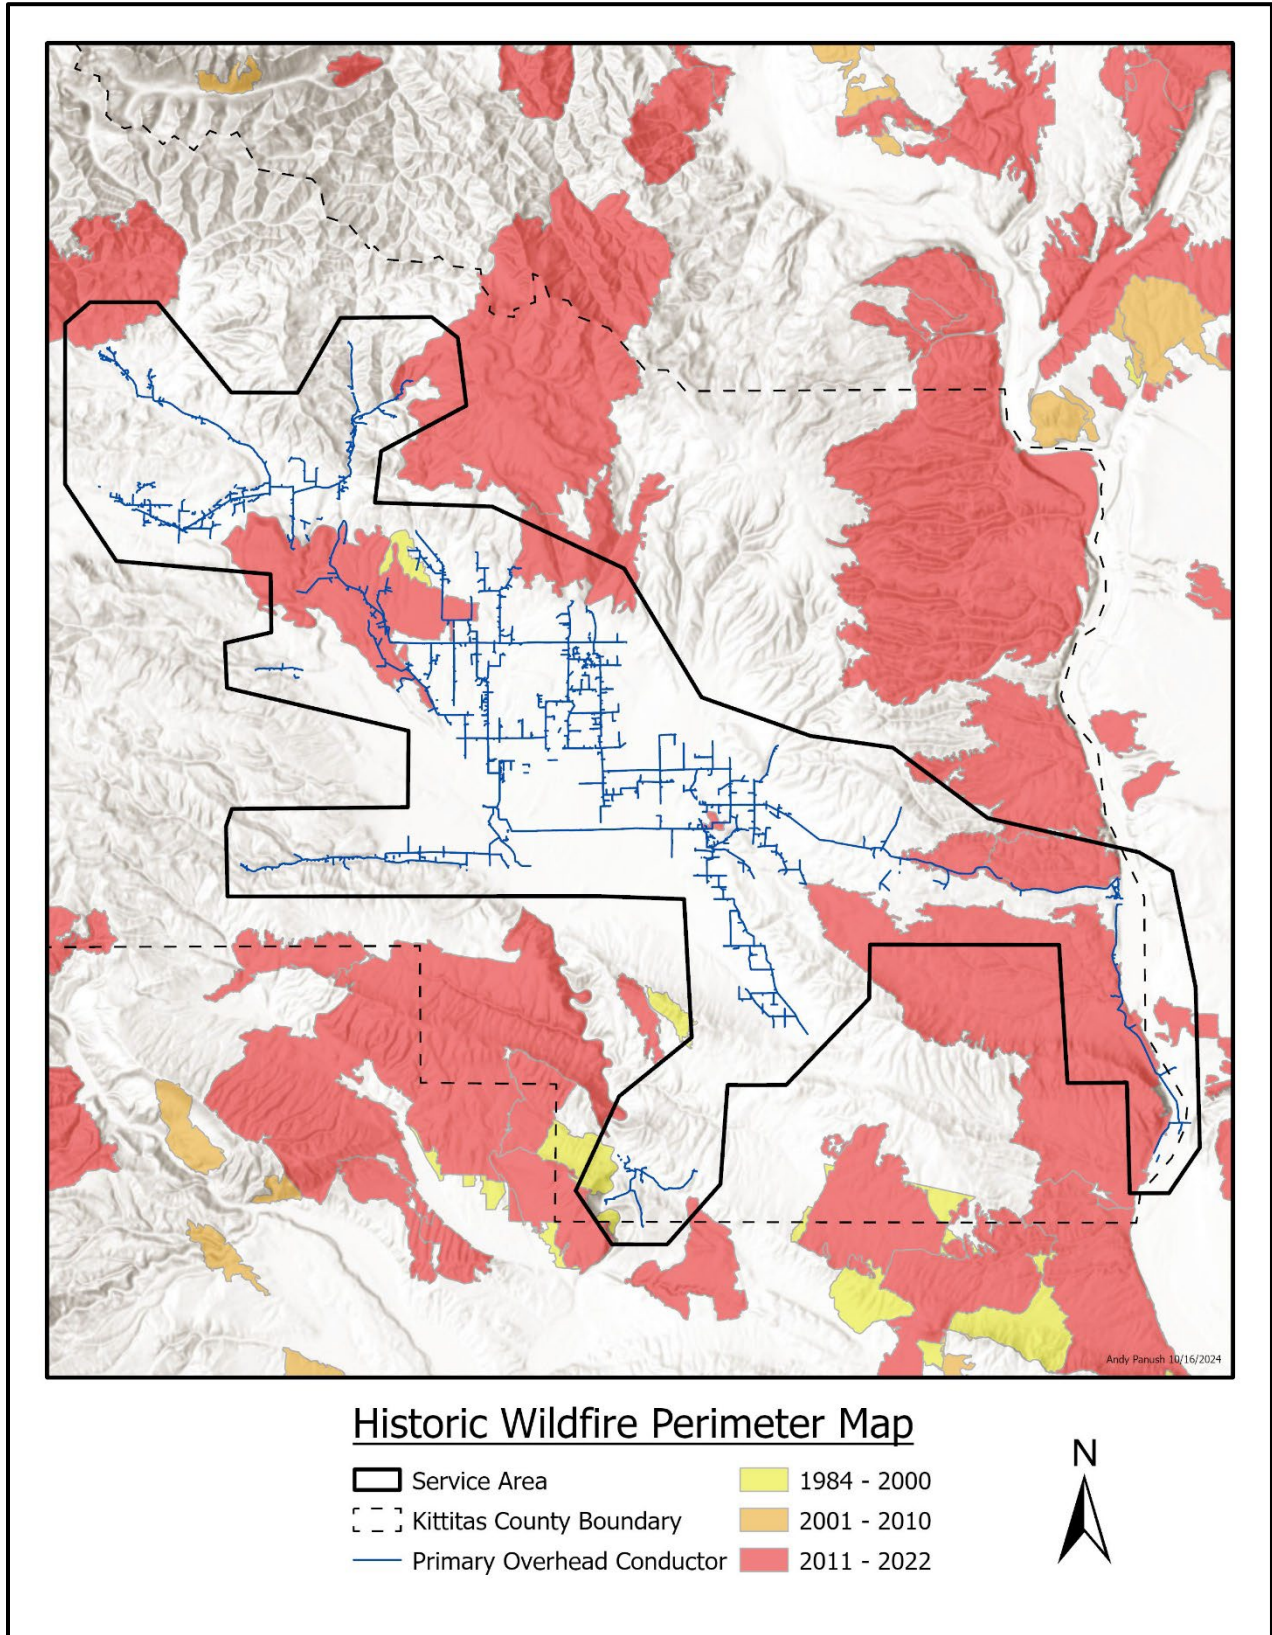 Andy Panush 10/16/2024
Historic Wildfire Perimeter Map
Service Area
Kittitas County Boundary
Primary Overhead Conductor
1984 - 2000
2001 - 2010
2011 - 2022
N